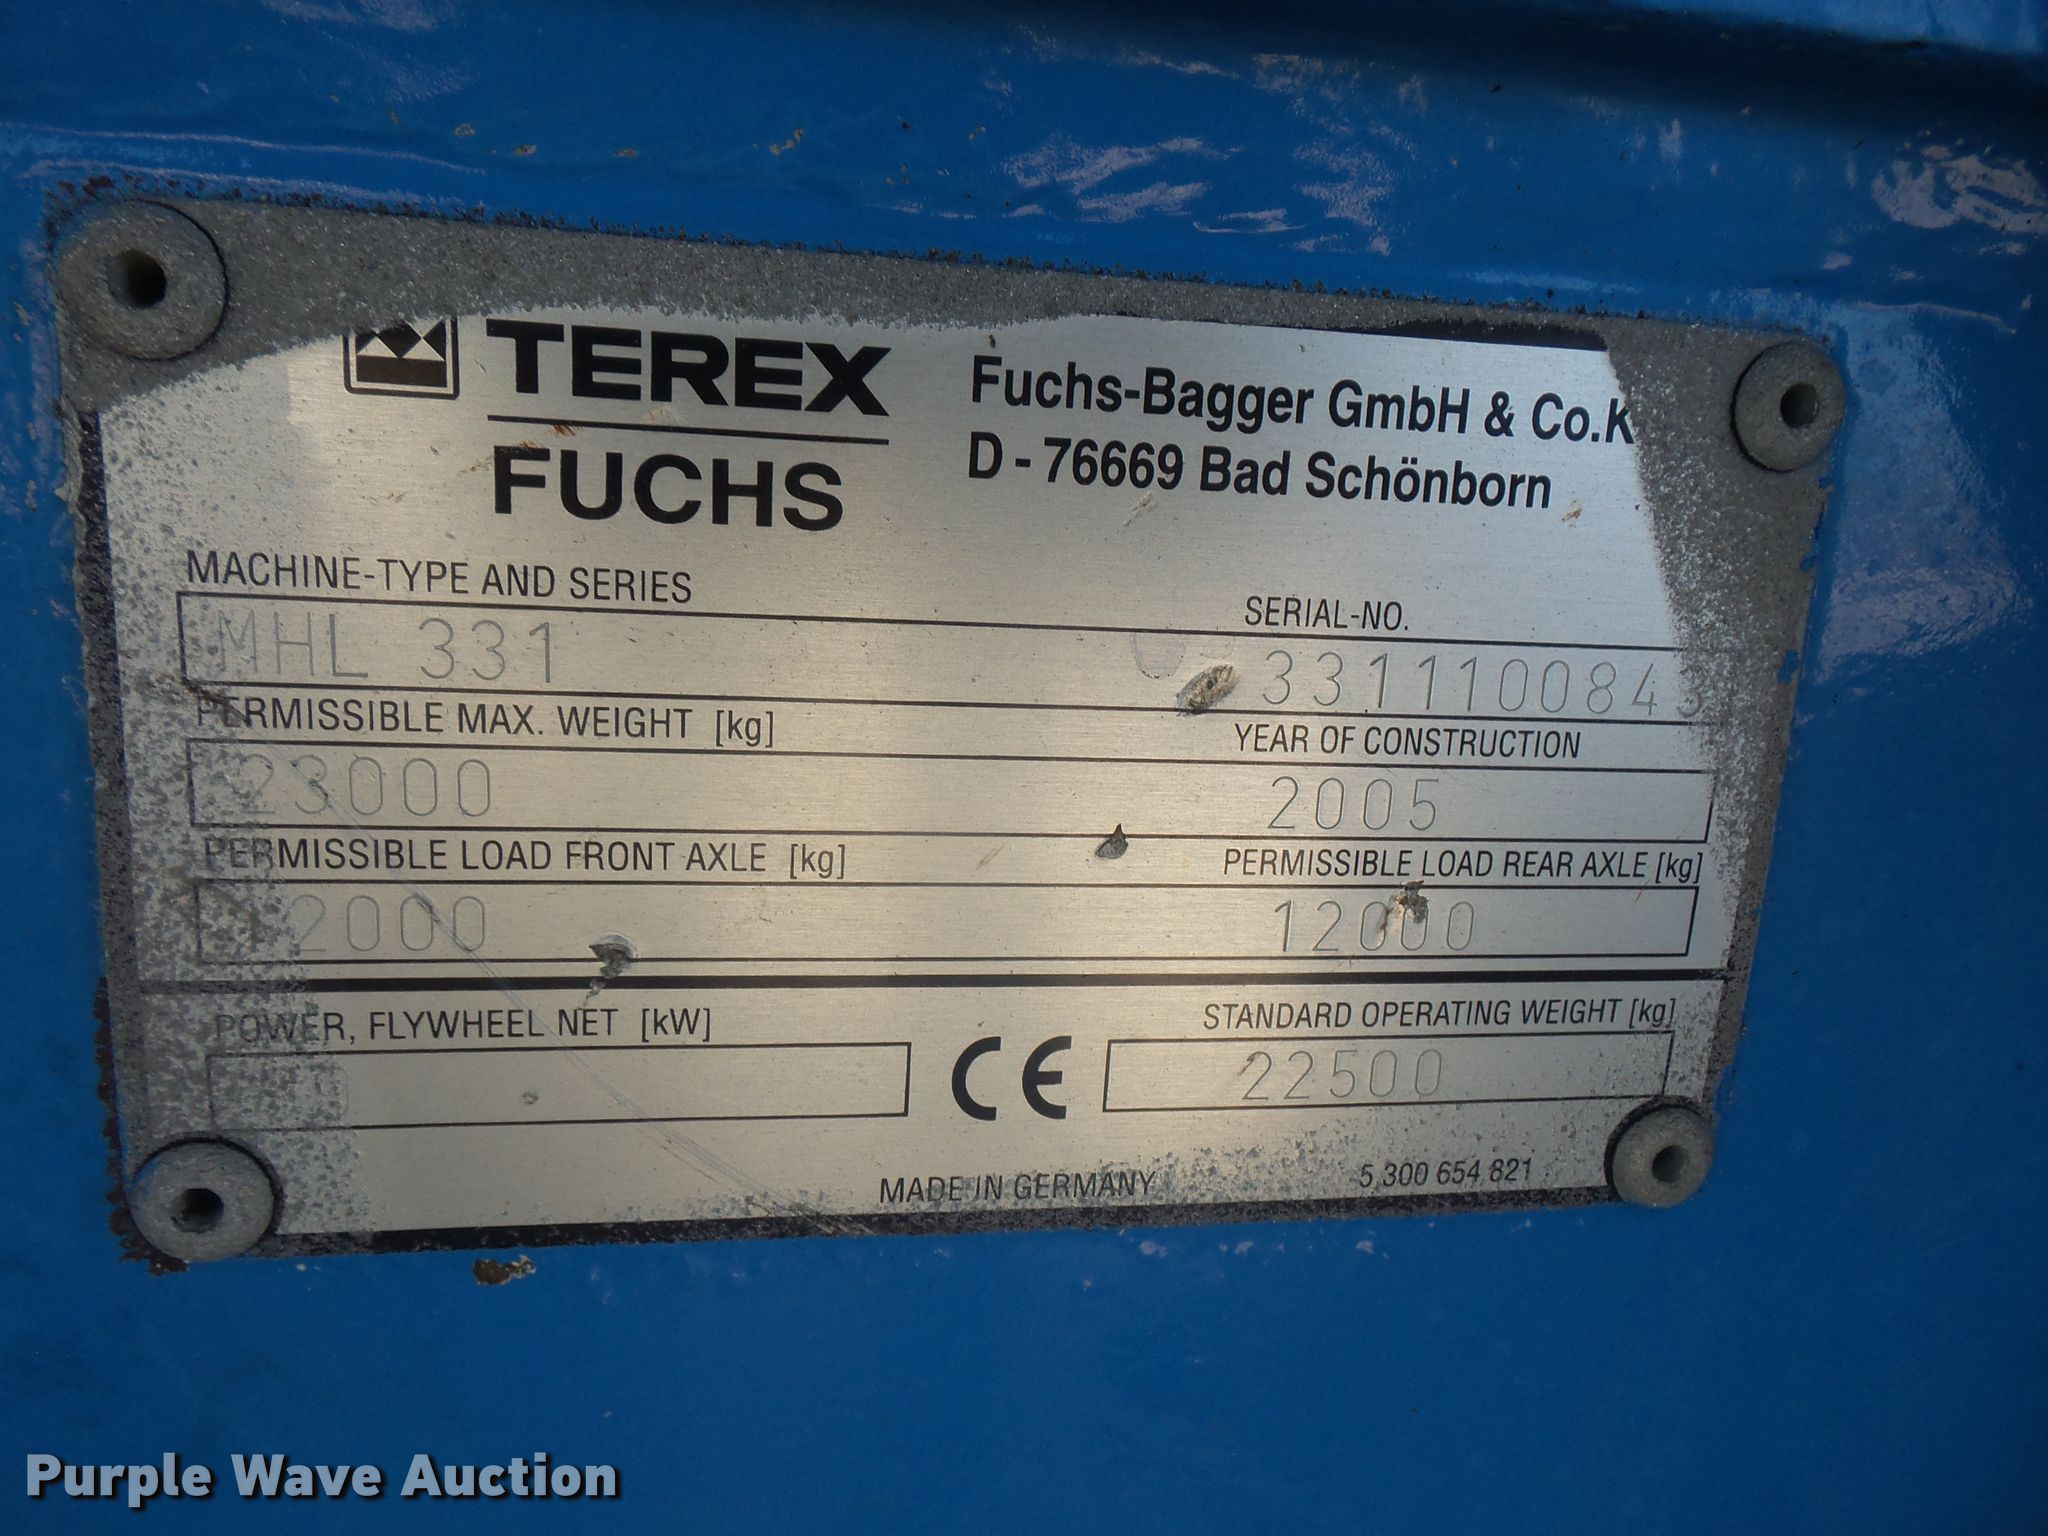 TEREX
FUCHS
Fuchs-Bagger GmbH & Co.K
D - 76669 Bad Schönborn
MACHINE-TYPE AND SERIES
MHL 331
SERIAL-NO.
PERMISSIBLE MAX. WEIGHT [kg]
23000
YEAR OF CONSTRUCTION
2005
PERMISSIBLE LOAD FRONT AXLE [kg]
12000
PERMISSIBLE LOAD REAR AXLE [kg]
12000
POWER, FLYWHEEL NET [kW]
CE
STANDARD OPERATING WEIGHT [kg]
22500
MADE IN GERMANY
5 300 654 821
Purple Wave Auction